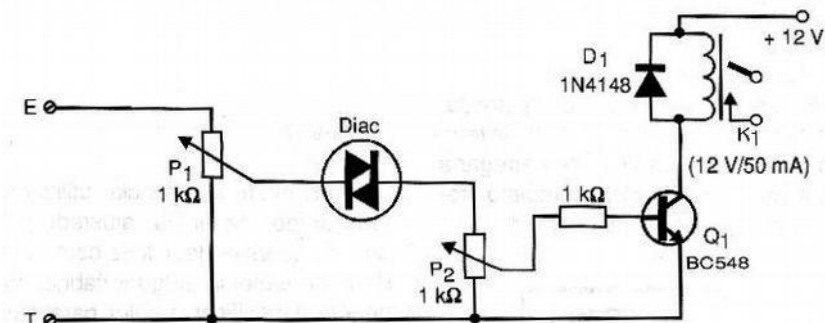 + 12 V
D1
1N4148
K1
(12 V/50 mA)
E
P1
1 kΩ
Diac
P2
1 kΩ
1 kΩ
Q1
BC548
T